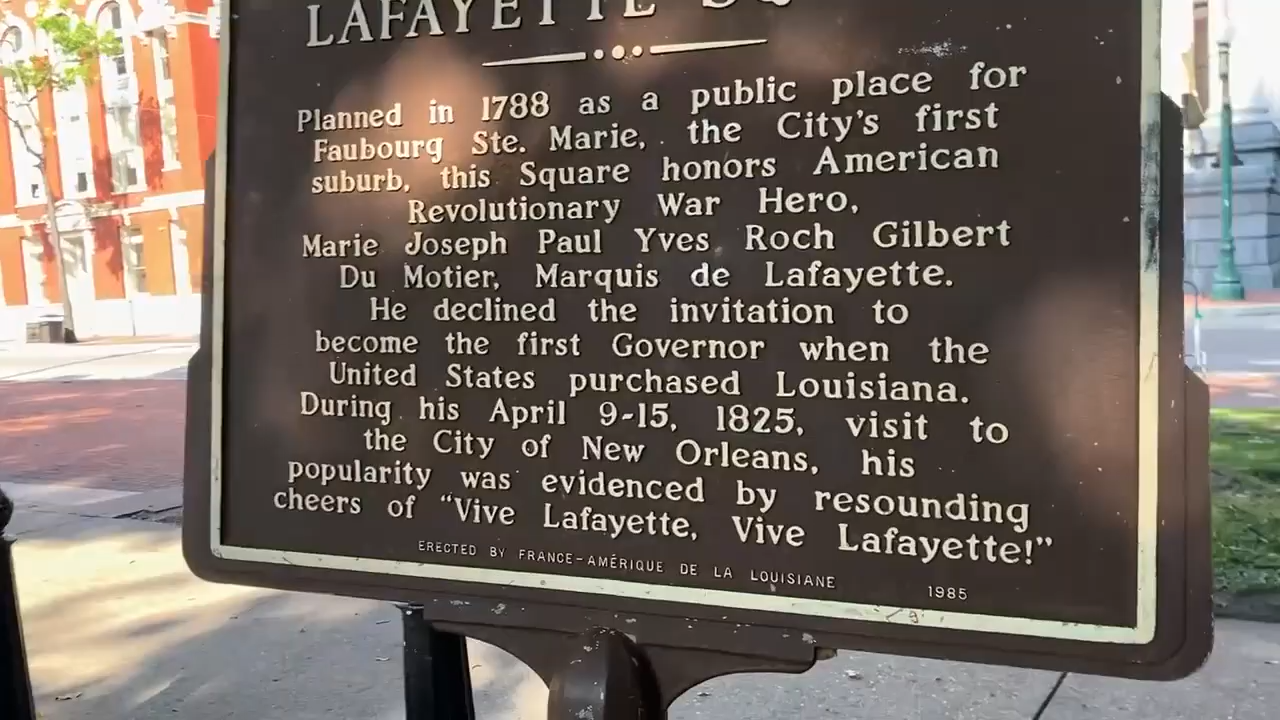 LAFAYETTE SQ
Planned in 1788 as a public place for
Faubourg Ste. Marie, the City's first
suburb, this Square honors American
Revolutionary War Hero,
Marie Joseph Paul Yves Roch Gilbert
Du Motier, Marquis de Lafayette.
He declined the invitation to
become the first Governor when the
United States purchased Louisiana.
During his April 9-15, 1825, visit to
the City of New Orleans, his
popularity was evidenced by resounding
cheers of “Vive Lafayette, Vive Lafayette!”
ERECTED BY FRANCE-AMÉRIQUE DE LA LOUISIANE 1985